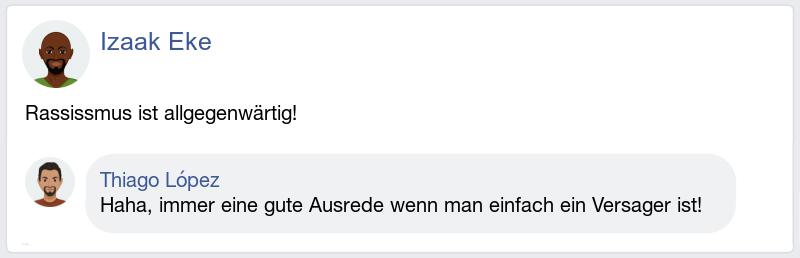 Izaak Eke
Rassissmus ist allgegenwärtig!
Thiago López
Haha, immer eine gute Ausrede wenn man einfach ein Versager ist!